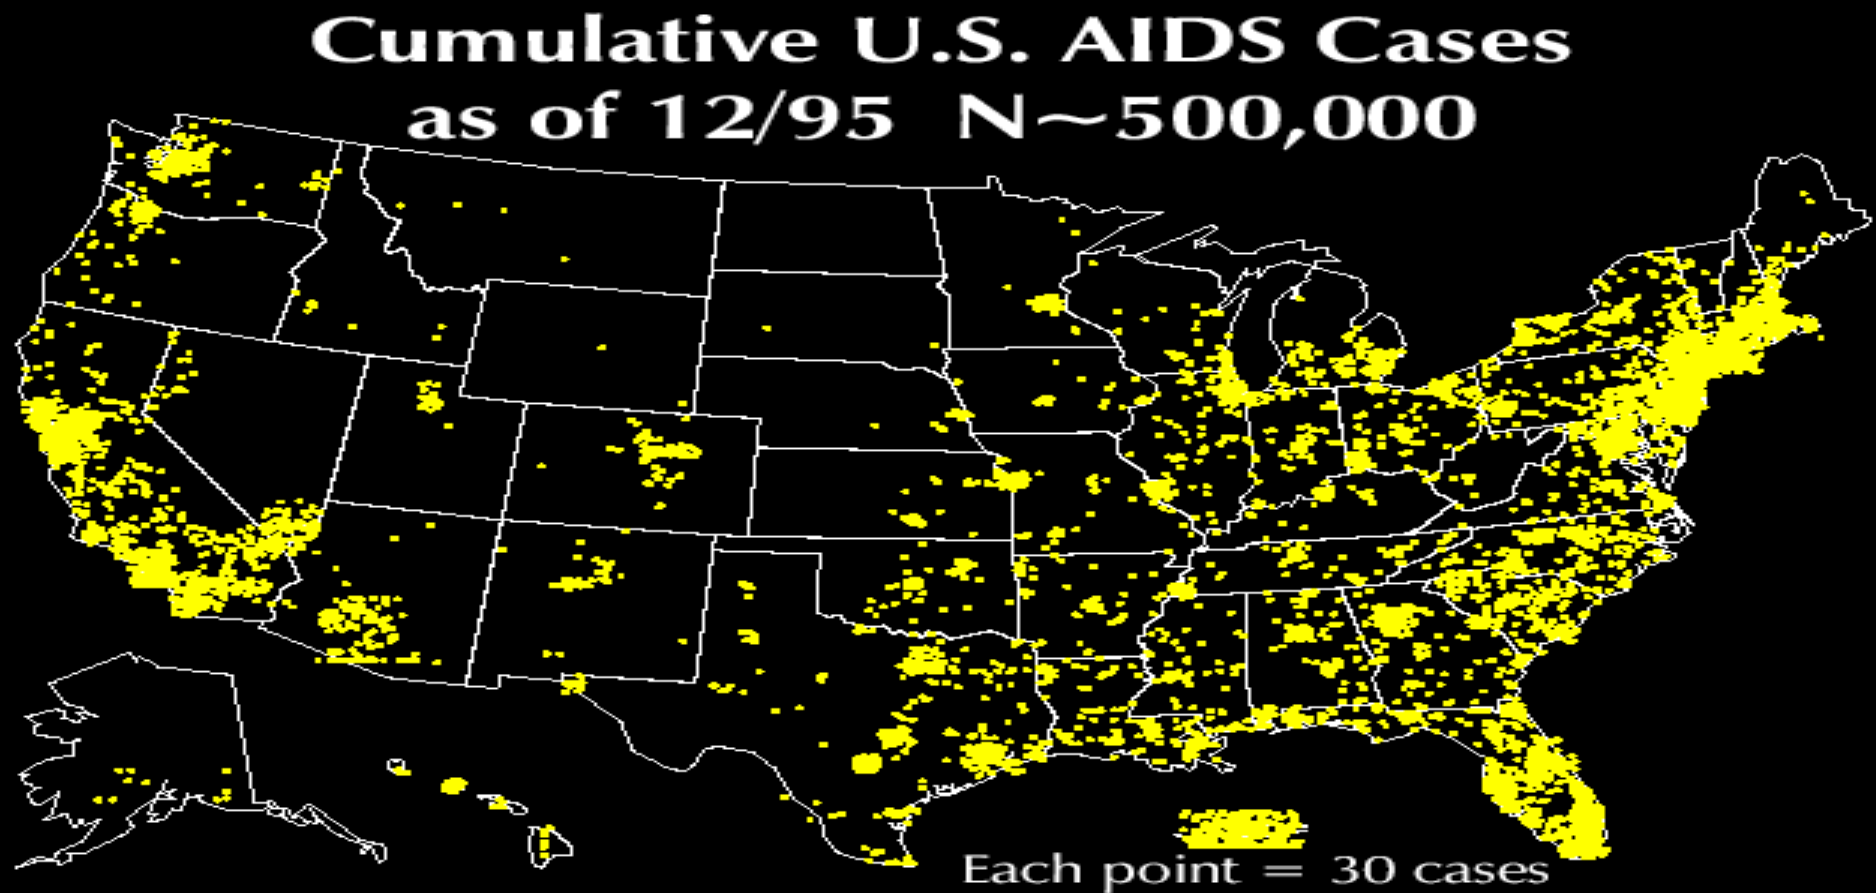 Cumulative U.S. AIDS Cases
as of 12/95 N~500,000
Each point = 30 cases